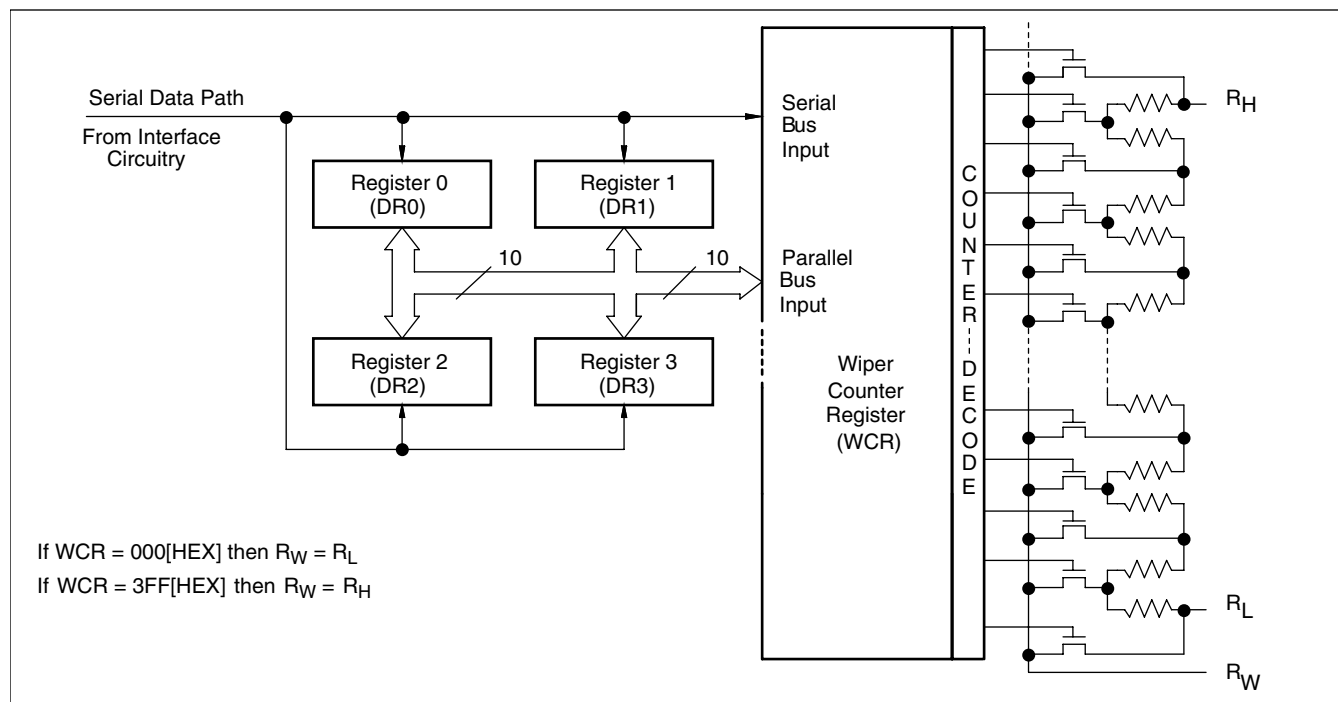 Serial Data Path
From Interface
Circuitry
Register 0
(DR0)
Register 1
(DR1)
10
10
Register 2
(DR2)
Register 3
(DR3)
If WCR = 000[HEX] then RW = RL
If WCR = 3FF[HEX] then RW = RH
Serial
Bus
Input
Parallel
Bus
Input
Wiper
Counter
Register
(WCR)
COUNTER
DECODE
RH
RL
RW